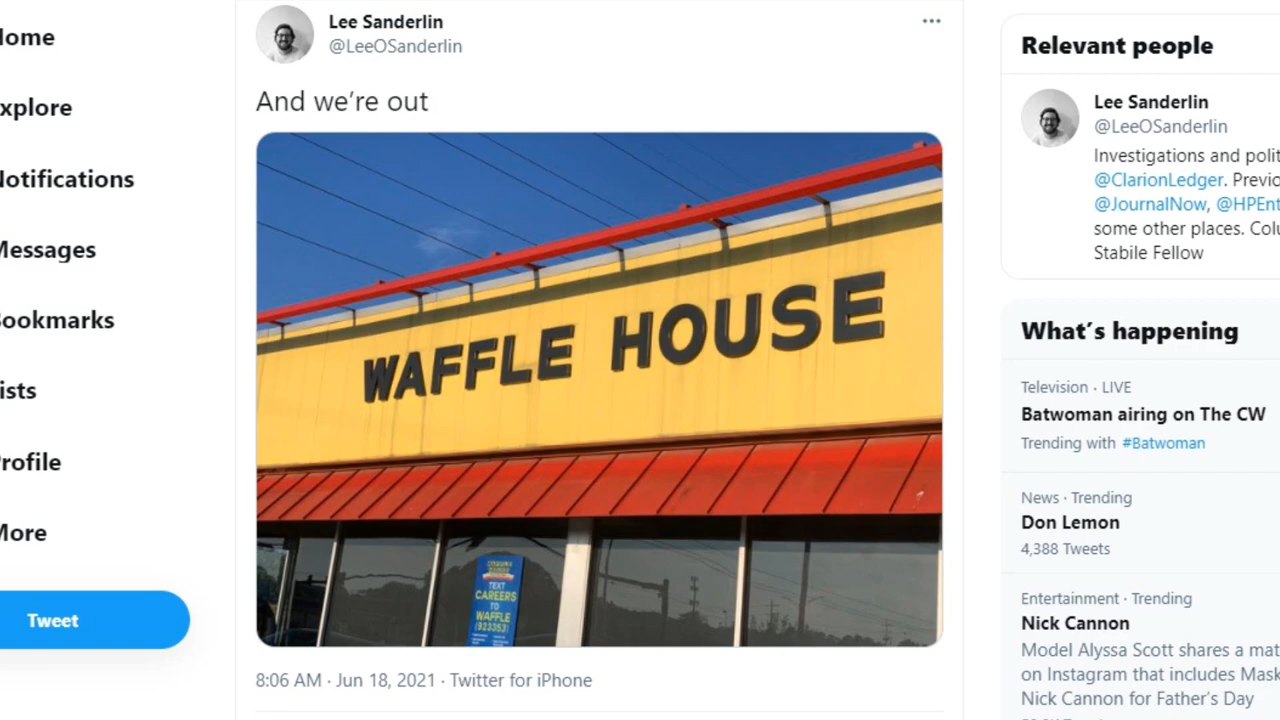 ome
xplore
otifications
essages
ookmarks
ists
rofile
More
Tweet
Lee Sanderlin
@LeeOSanderlin
And we're out
WAFFLE HOUSE
TEXT
CAREERS
TO
WAFFLE
(923353)
8:06 AM · Jun 18, 2021 · Twitter for iPhone
Relevant people
Lee Sanderlin
@LeeOSanderlin
Investigations and polit
@ClarionLedger. Previo
@JournalNow, @HPEnt
some other places. Colu
Stabile Fellow
What's happening
Television · LIVE
Batwoman airing on The CW
Trending with #Batwoman
News · Trending
Don Lemon
4,388 Tweets
Entertainment · Trending
Nick Cannon
Model Alyssa Scott shares a mat
on Instagram that includes Mask
Nick Cannon for Father's Day